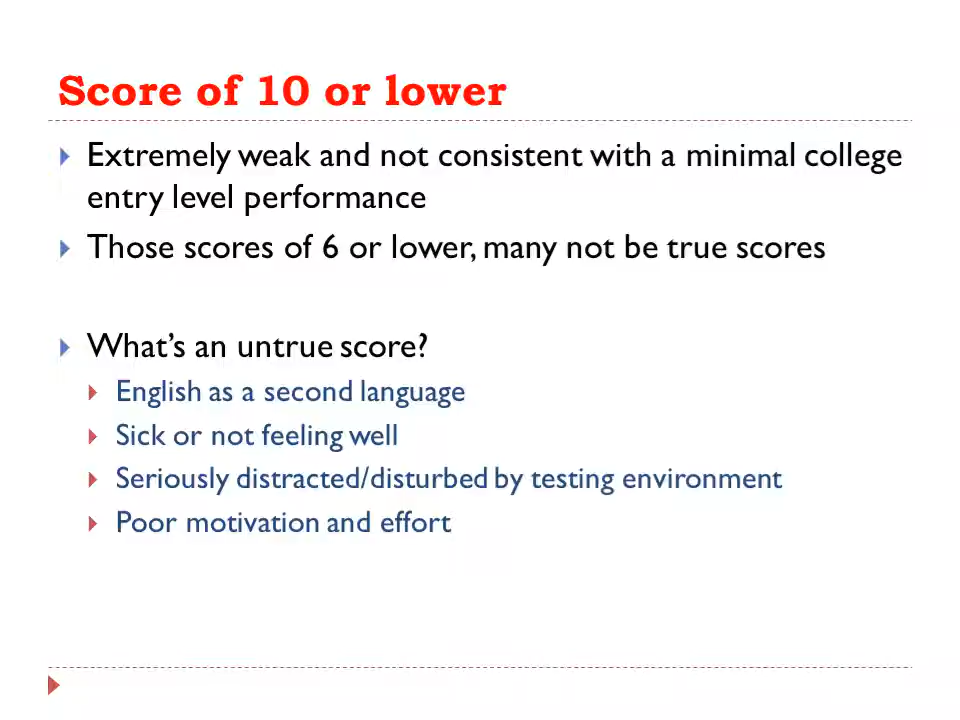 Score of 10 or lower
Extremely weak and not consistent with a minimal college
entry level performance
Those scores of 6 or lower, many not be true scores
What's an untrue score?
English as a second language
Sick or not feeling well
Seriously distracted/disturbed by testing environment
Poor motivation and effort